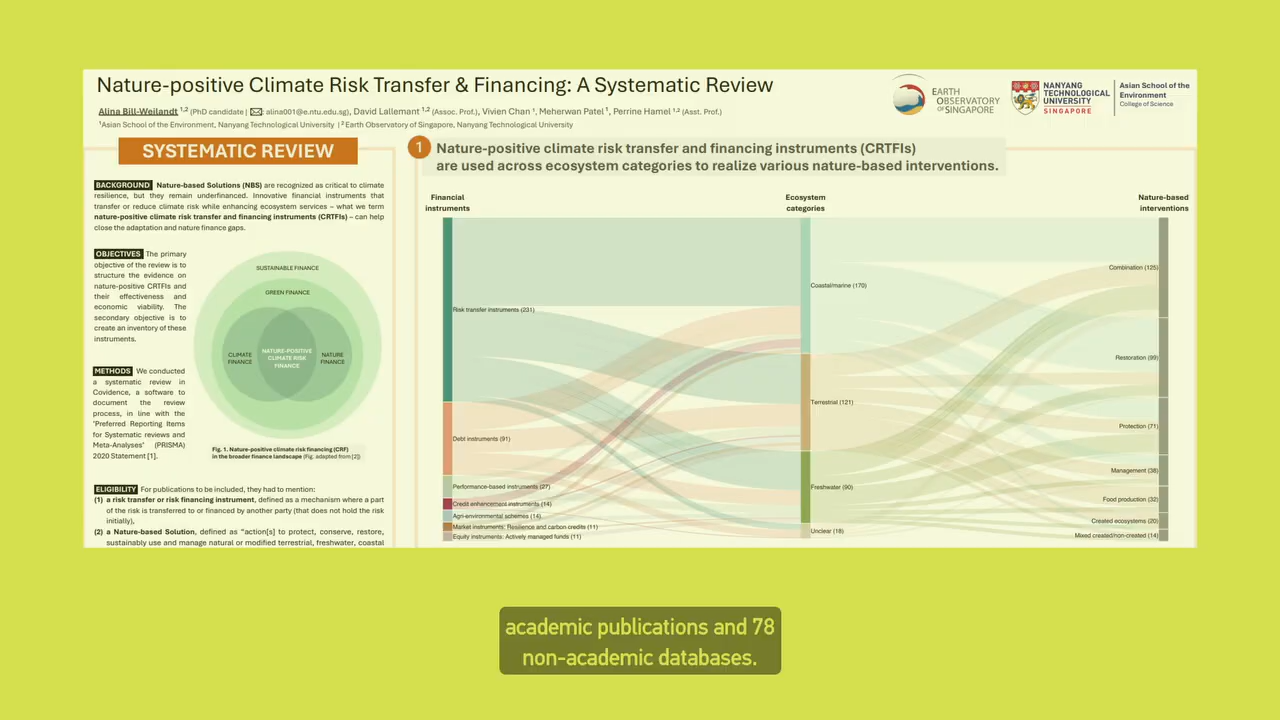 Nature-positive Climate Risk Transfer & Financing: A Systematic Review
Alina Bill-Weilandt 1,2 (PhD candidate | : alina001@e.ntu.edu.sg), David Lallemant 1,2 (Assoc. Prof.), Vivien Chan 1, Meherwan Patel 1, Perrine Hamel 1,2 (Asst. Prof.)
1Asian School of the Environment, Nanyang Technological University | 2 Earth Observatory of Singapore, Nanyang Technological University
EARTH
OBSERVATORY
OF SINGAPORE
NANYANG
TECHNOLOGICAL
UNIVERSITY
SINGAPORE
Asian School of the
Environment
College of Science
SYSTEMATIC REVIEW
BACKGROUND Nature-based Solutions (NBS) are recognized as critical to climate
resilience, but they remain underfinanced. Innovative financial instruments that
transfer or reduce climate risk while enhancing ecosystem services – what we term
nature-positive climate risk transfer and financing instruments (CRTFIs) – can help
close the adaptation and nature finance gaps.
OBJECTIVES The primary
objective of the review is to
structure the evidence on
nature-positive CRTFIs and
their effectiveness and
economic viability. The
secondary objective is to
create an inventory of these
instruments.
METHODS We conducted
a systematic review in
Covidence, a software to
document the review
process, in line with the
'Preferred Reporting Items
for Systematic reviews and
Meta-Analyses' (PRISMA)
2020 Statement [1].
SUSTAINABLE FINANCE
GREEN FINANCE
CLIMATE
FINANCE
NATURE-POSITIVE
CLIMATE RISK
FINANCE
NATURE
FINANCE
Fig. 1. Nature-positive climate risk financing (CRF)
in the broader finance landscape (Fig. adapted from [2])
ELIGIBILITY For publications to be included, they had to mention:
(1) a risk transfer or risk financing instrument, defined as a mechanism where a part
of the risk is transferred to or financed by another party (that does not hold the risk
initially),
(2) a Nature-based Solution, defined as "action[s] to protect, conserve, restore,
sustainably use and manage natural or modified terrestrial, freshwater, coastal
1 Nature-positive climate risk transfer and financing instruments (CRTFIs)
are used across ecosystem categories to realize various nature-based interventions.
Financial
instruments
Ecosystem
categories
Nature-based
interventions
Risk transfer instruments (231)
Debt instruments (91)
Performance-based instruments (27)
Credit enhancement instruments (14)
Agri-environmental schemes (14)
Market instruments: Resilience and carbon credits (11)
Equity instruments: Actively managed funds (11)
Coastal/marine (170)
Terrestrial (121)
Freshwater (90)
Unclear (18)
Combination (125)
Restoration (99)
Protection (71)
Management (38)
Food production (32)
Created ecosystems (20)
Mixed created/non-created (14)
academic publications and 78
non-academic databases.